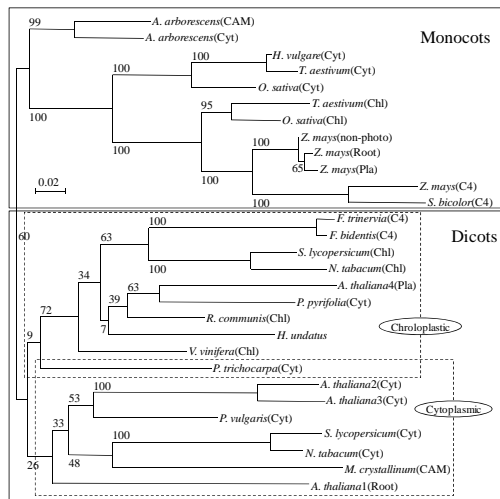 99
A. arborescens(CAM)
A. arborescens(Cyt)
Monocots
100
H. vulgare(Cyt)
T. aestivum(Cyt)
100
O. sativa(Cyt)
100
95
T. aestivum(Chl)
O. sativa(Chl)
100
100
Z. mays(non-photo)
Z. mays(Root)
65
Z. mays(Pla)
100
0.02
Z. mays(C4)
100
S. bicolor(C4)
60
Dicots
F. trinervia(C4)
100
F. bidentis(C4)
63
S. lycopersicum(Chl)
100
N. tabacum(Chl)
34
63
A. thaliana4(Pla)
39
P. pyrifolia(Cyt)
72
R. communis(Chl)
7
H. undatus
Chroloplastic
9
V. vinifera(Chl)
P. trichocarpa(Cyt)
100
A. thaliana2(Cyt)
53
A. thaliana3(Cyt)
Cytoplasmic
33
P. vulgaris(Cyt)
100
S. lycopersicum(Cyt)
48
N. tabacum(Cyt)
26
M. crystallinum(CAM)
A. thaliana1(Root)